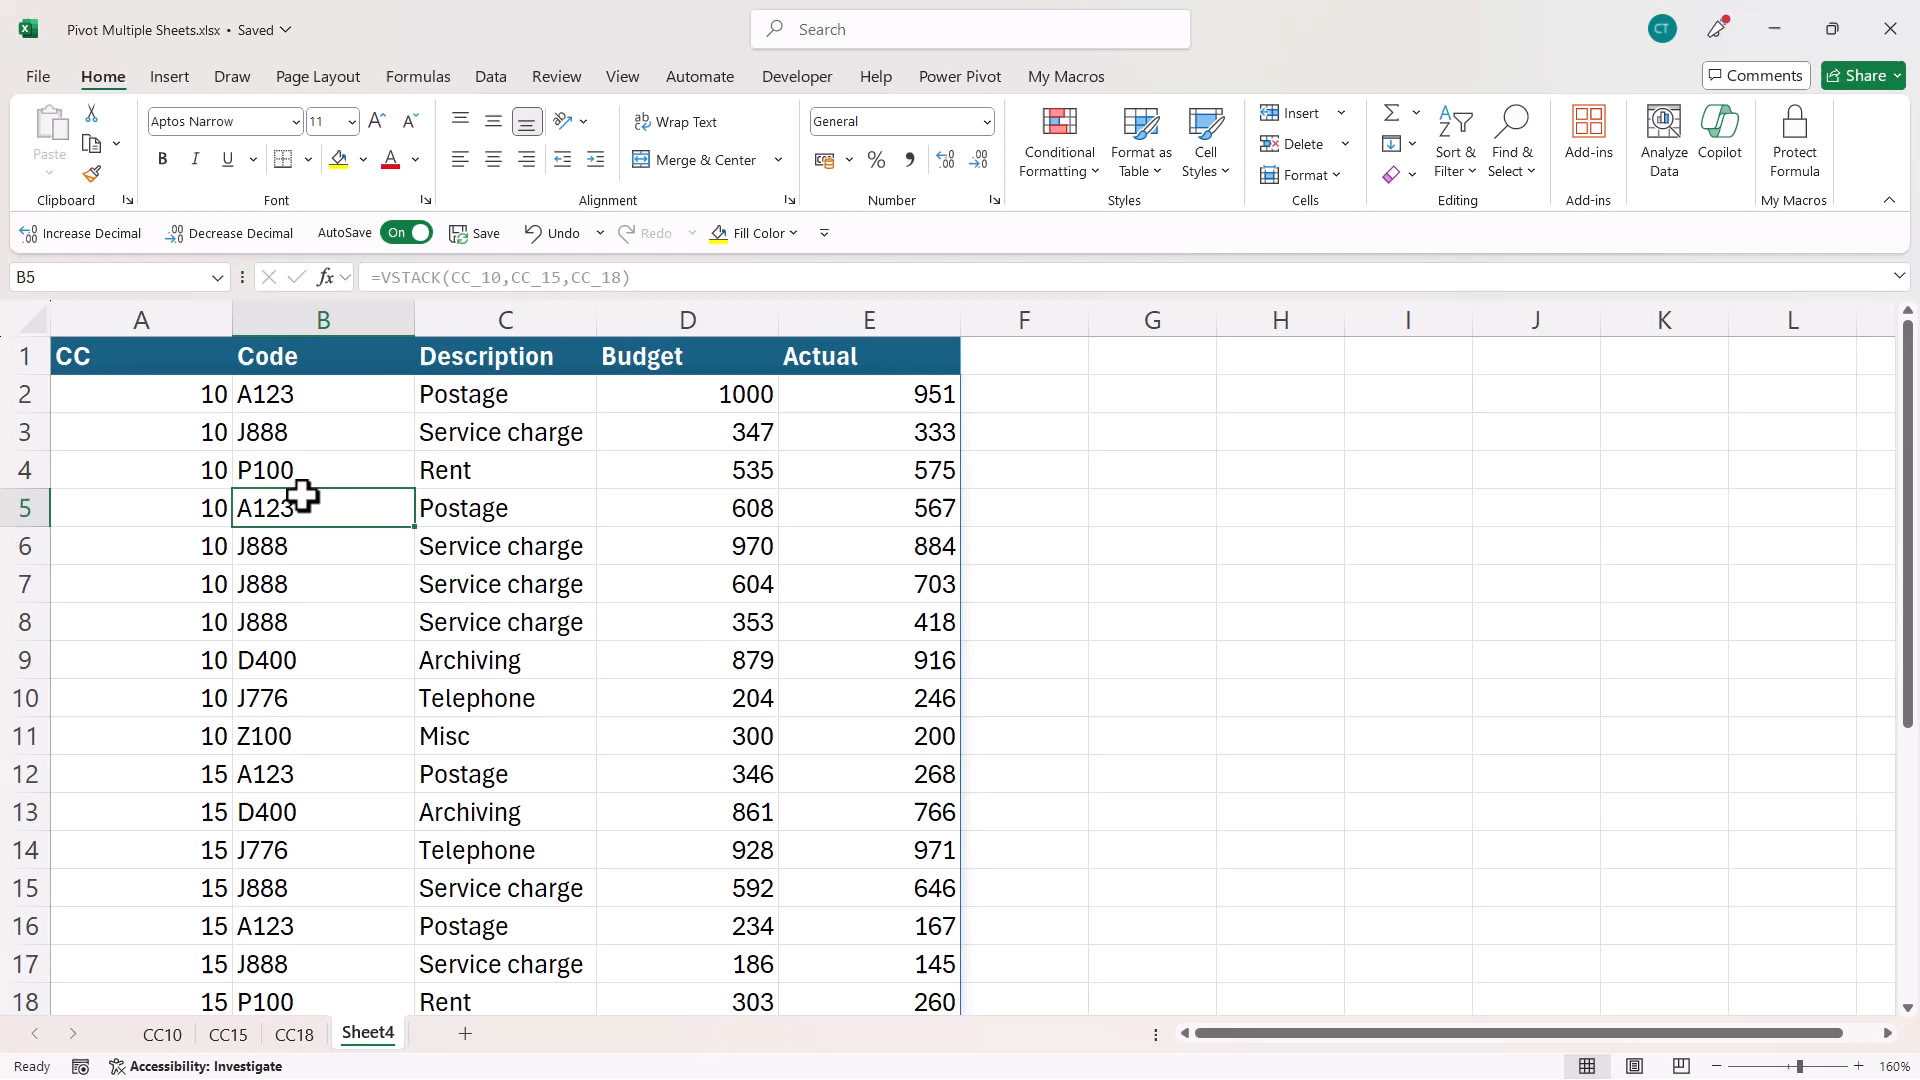 Pivot Multiple Sheets.xlsx • Saved
Search
CT
File Home Insert Draw Page Layout Formulas Data Review View Automate Developer Help Power Pivot My Macros
Comments Share
Paste
Clipboard
Aptos Narrow 11
B I U
Font
Wrap Text
Merge & Center
Alignment
General
Number
Conditional Formatting
Format as Table
Cell Styles
Styles
Insert
Delete
Format
Cells
Sort & Filter
Find & Select
Editing
Add-ins
Add-ins
Analyze Data
Copilot
Protect Formula
My Macros
Increase Decimal Decrease Decimal AutoSave On Save Undo Redo Fill Color
B5 fx =VSTACK(CC_10,CC_15,CC_18)
A B C D E F G H I J K L
1 CC Code Description Budget Actual
2 10 A123 Postage 1000 951
3 10 J888 Service charge 347 333
4 10 P100 Rent 535 575
5 10 A123 Postage 608 567
6 10 J888 Service charge 970 884
7 10 J888 Service charge 604 703
8 10 J888 Service charge 353 418
9 10 D400 Archiving 879 916
10 10 J776 Telephone 204 246
11 10 Z100 Misc 300 200
12 15 A123 Postage 346 268
13 15 D400 Archiving 861 766
14 15 J776 Telephone 928 971
15 15 J888 Service charge 592 646
16 15 A123 Postage 234 167
17 15 J888 Service charge 186 145
18 15 P100 Rent 303 260
CC10 CC15 CC18 Sheet4
Ready Accessibility: Investigate 160%